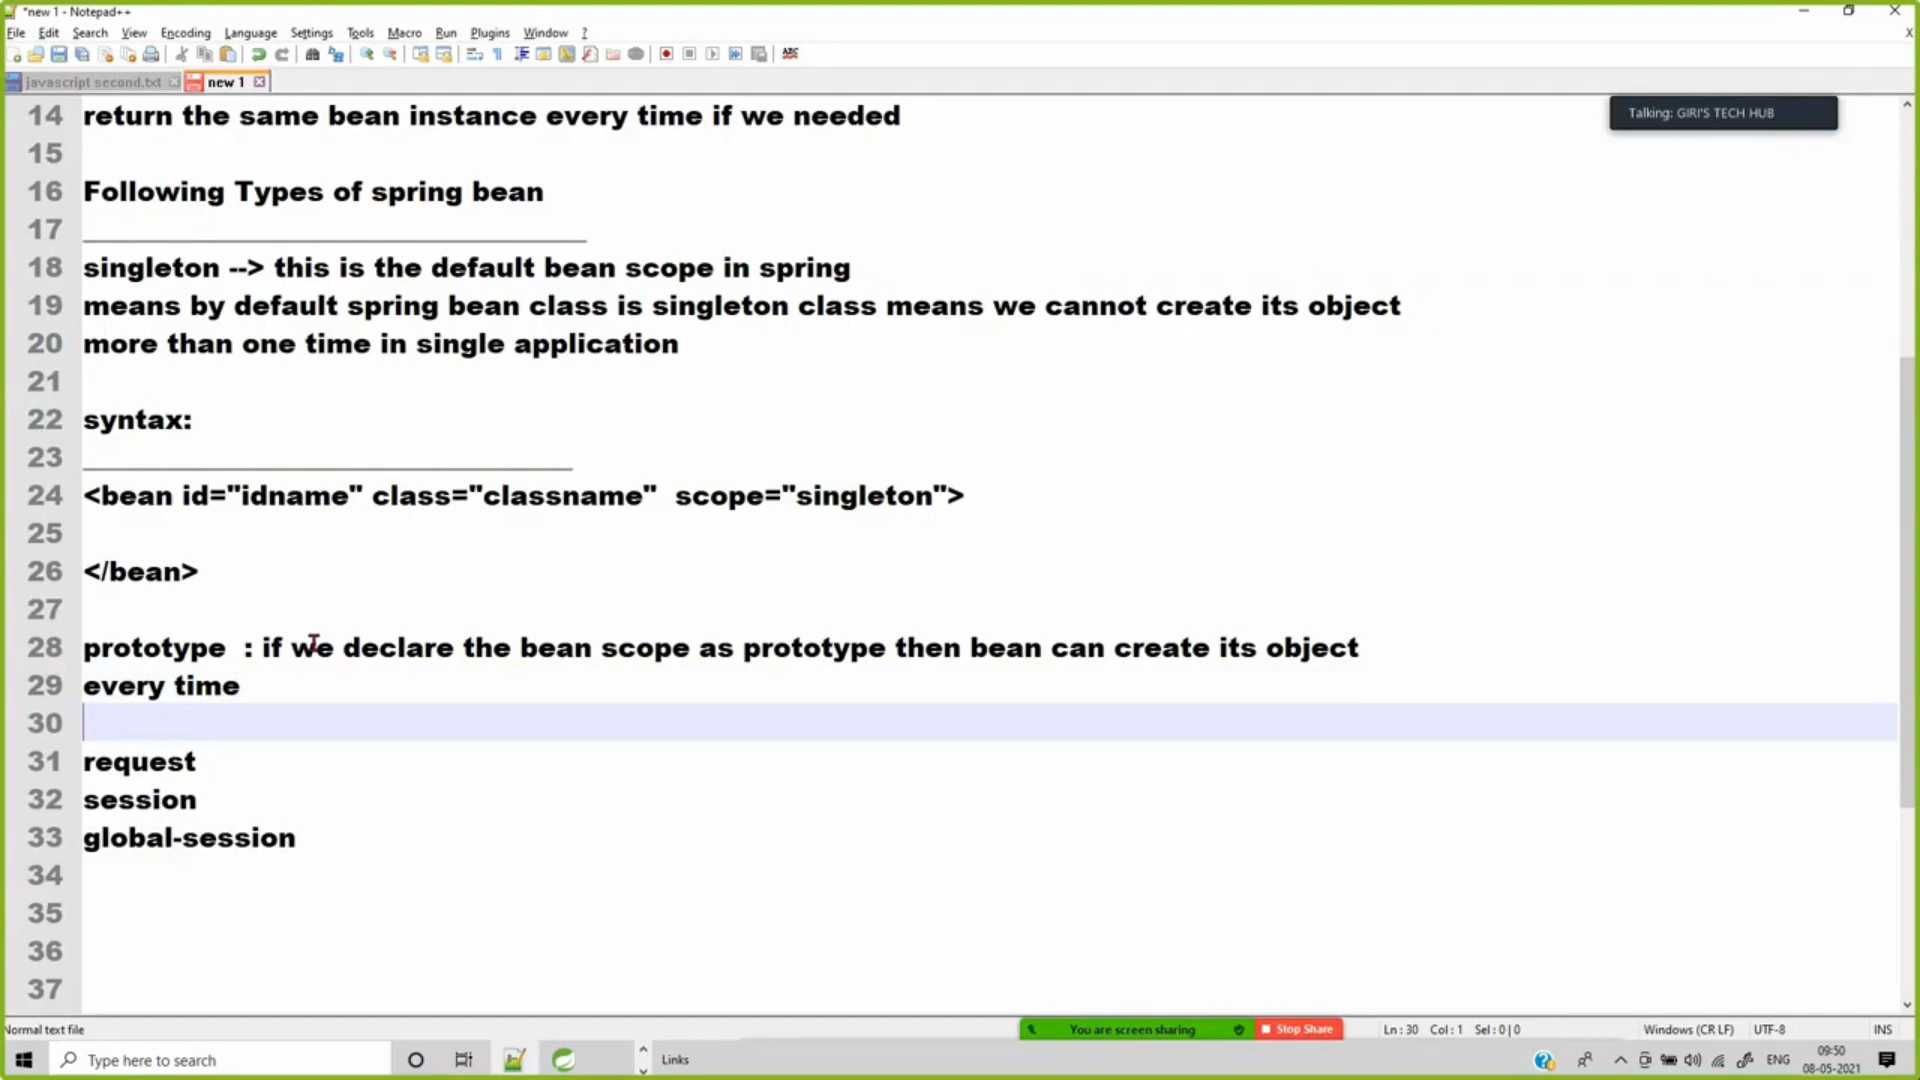 *new 1 - Notepad++
File Edit Search View Encoding Language Settings Tools Macro Run Plugins Window ?
X
ABC
javascript second.txt new 1
Talking: GIRI'S TECH HUB
14 return the same bean instance every time if we needed
15
16 Following Types of spring bean
17 ___________________________________
18 singleton --> this is the default bean scope in spring
19 means by default spring bean class is singleton class means we cannot create its object
20 more than one time in single application
21
22 syntax:
23 __________________________________
24 <bean id="idname" class="classname"  scope="singleton">
25
26 </bean>
27
28 prototype  : if we declare the bean scope as prototype then bean can create its object
29 every time
30
31 request
32 session
33 global-session
34
35
36
37
Normal text file You are screen sharing Stop Share Ln : 30 Col : 1 Sel : 0 | 0 Windows (CR LF) UTF-8 INS
Type here to search Links ENG 09:50
08-05-2021